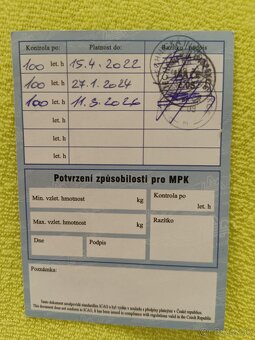 Kontrola po: Platnost do: Razítko / podpis
100 let. h 15.4.2022
100 let. h 27.1.2024
100 let. h 11.3.2026
let. h
let. h
let. h
Potvrzení způsobilosti pro MPK
Min. vzlet. hmotnost kg Kontrola po
let. h
Max. vzlet. hmotnost kg Razítko
Dne Podpis
Poznámka: